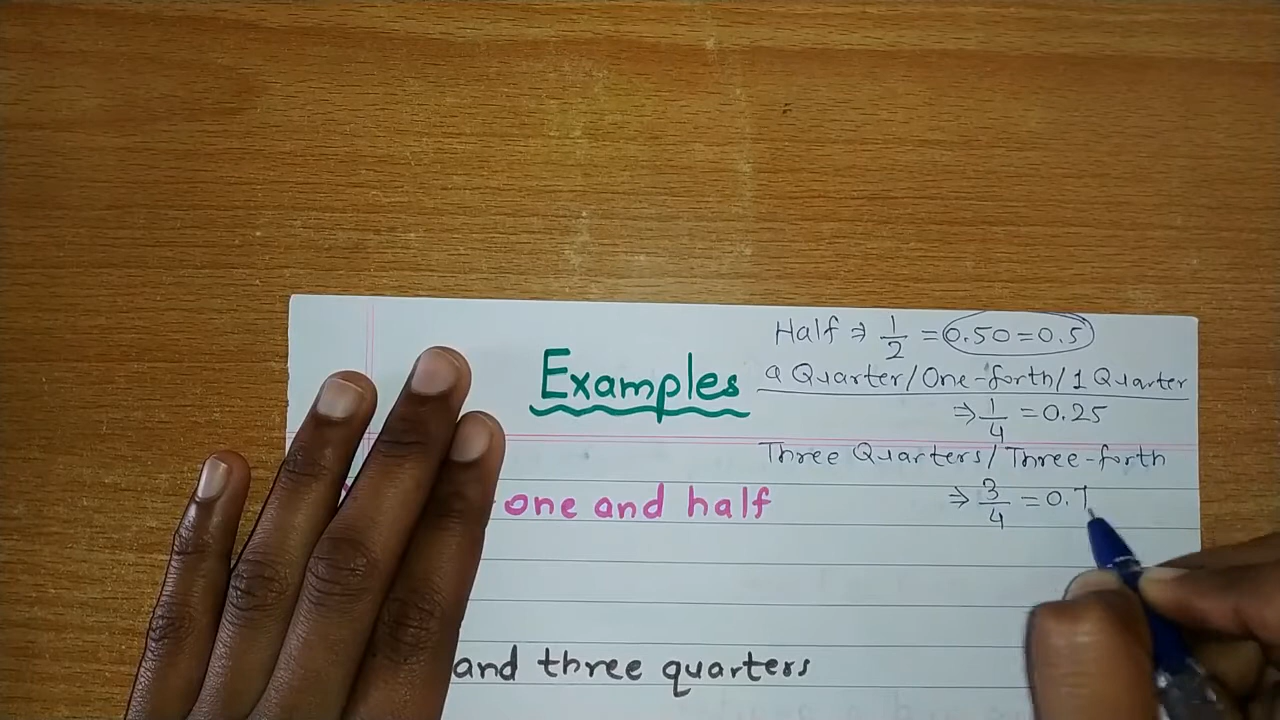 Half ⇒ 1/2 = 0.50 = 0.5
Examples
a Quarter/One-forth/1 Quarter
⇒ 1/4 = 0.25
Three Quarters/Three-forth
⇒ 3/4 = 0.7
-one and half
and three quarters